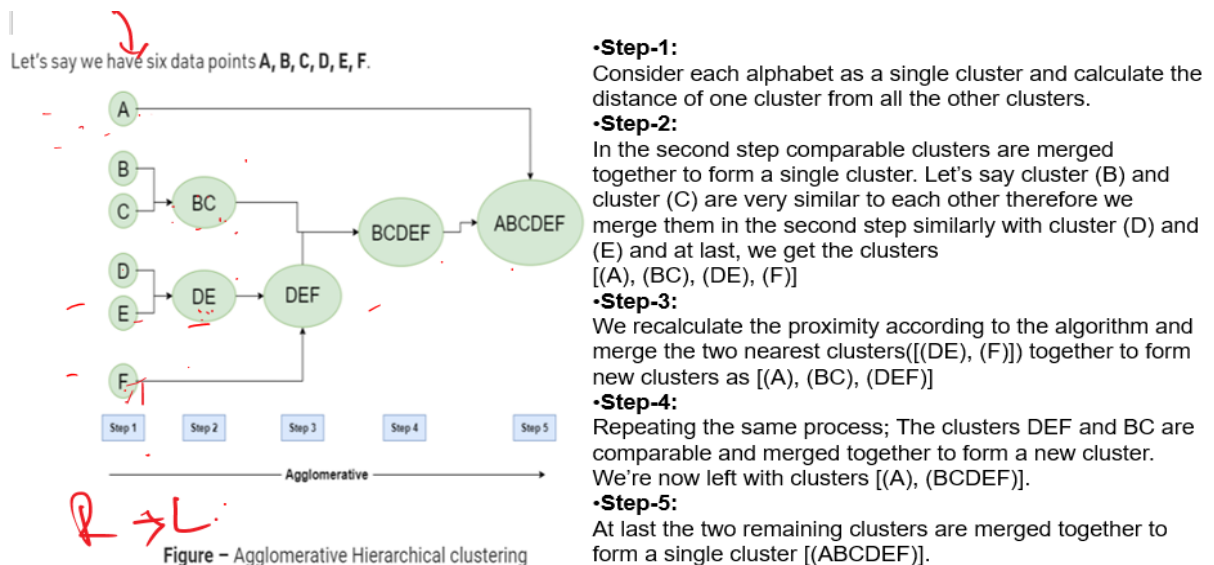 Let's say we have six data points A, B, C, D, E, F.
A
B
C
BC
D
E
DE
DEF
F
BCDEF
ABCDEF
Step 1
Step 2
Step 3
Step 4
Step 5
Agglomerative
R → L
Figure – Agglomerative Hierarchical clustering
•Step-1:
Consider each alphabet as a single cluster and calculate the
distance of one cluster from all the other clusters.
•Step-2:
In the second step comparable clusters are merged
together to form a single cluster. Let's say cluster (B) and
cluster (C) are very similar to each other therefore we
merge them in the second step similarly with cluster (D) and
(E) and at last, we get the clusters
[(A), (BC), (DE), (F)]
•Step-3:
We recalculate the proximity according to the algorithm and
merge the two nearest clusters([(DE), (F)]) together to form
new clusters as [(A), (BC), (DEF)]
•Step-4:
Repeating the same process; The clusters DEF and BC are
comparable and merged together to form a new cluster.
We're now left with clusters [(A), (BCDEF)].
•Step-5:
At last the two remaining clusters are merged together to
form a single cluster [(ABCDEF)].